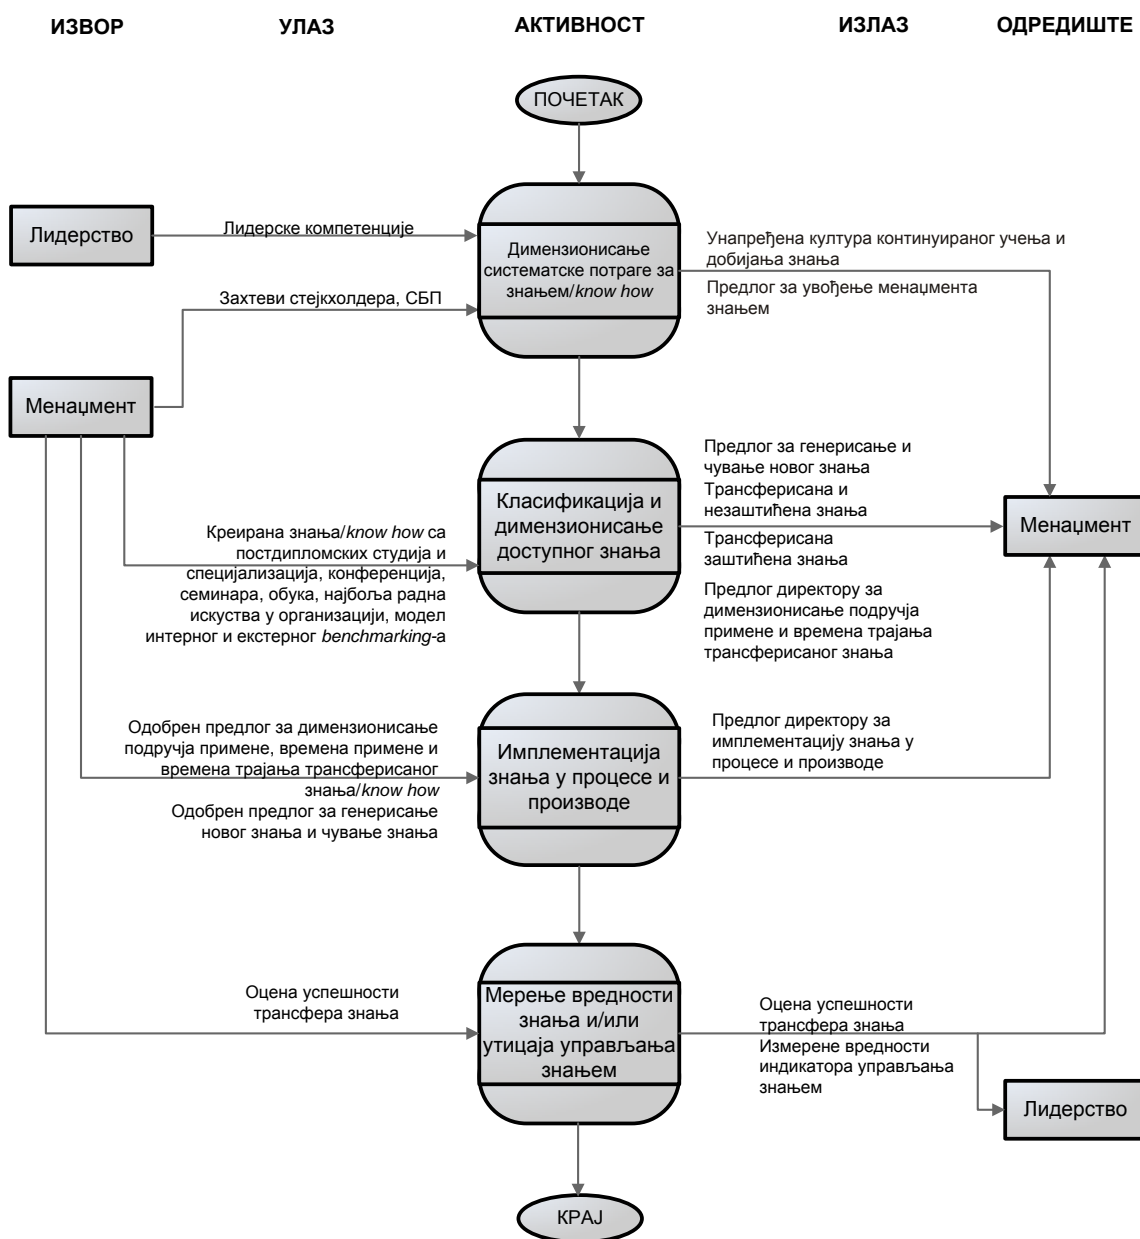 ИЗВОР УЛАЗ АКТИВНОСТ ИЗЛАЗ ОДРЕДИШТЕ
ПОЧЕТАК
Лидерство
Лидерске компетенције
Димензионисање
систематске потраге за
знањем/know how
Унапређена култура континуираног учења и
добијања знања
Предлог за увођење менаџмента
знањем
Захтеви стејкхолдера, СБП
Менаџмент
Креирана знања/know how са
постдипломских студија и
специјализација, конференција,
семинара, обука, најбоља радна
искуства у организацији, модел
интерног и екстерног benchmarking-а
Класификација и
димензионисање
доступног знања
Предлог за генерисање и
чување новог знања
Трансферисана и
незаштићена знања
Трансферисана
заштићена знања
Предлог директору за
димензионисање подручја
примене и времена трајања
трансферисаног знања
Менаџмент
Одобрен предлог за димензионисање
подручја примене, времена примене и
времена трајања трансферисаног
знања/know how
Одобрен предлог за генерисање
новог знања и чување знања
Имплементација
знања у процесе и
производе
Предлог директору за
имплементацију знања у
процесе и производе
Оцена успешности
трансфера знања
Мерење вредности
знања и/или
утицаја управљања
знањем
Оцена успешности
трансфера знања
Измерене вредности
индикатора управљања
знањем
Лидерство
КРАЈ